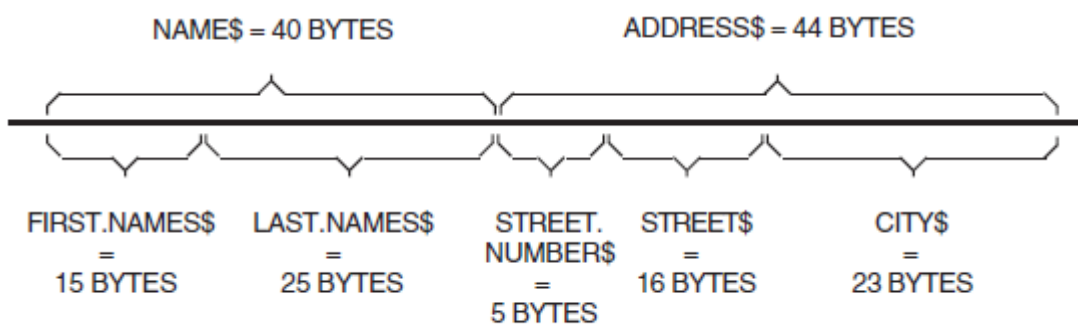 NAME$ = 40 BYTES
ADDRESS$ = 44 BYTES
FIRST.NAMES$
=
15 BYTES
LAST.NAMES$
=
25 BYTES
STREET.
NUMBER$
=
5 BYTES
STREET$
=
16 BYTES
CITY$
=
23 BYTES